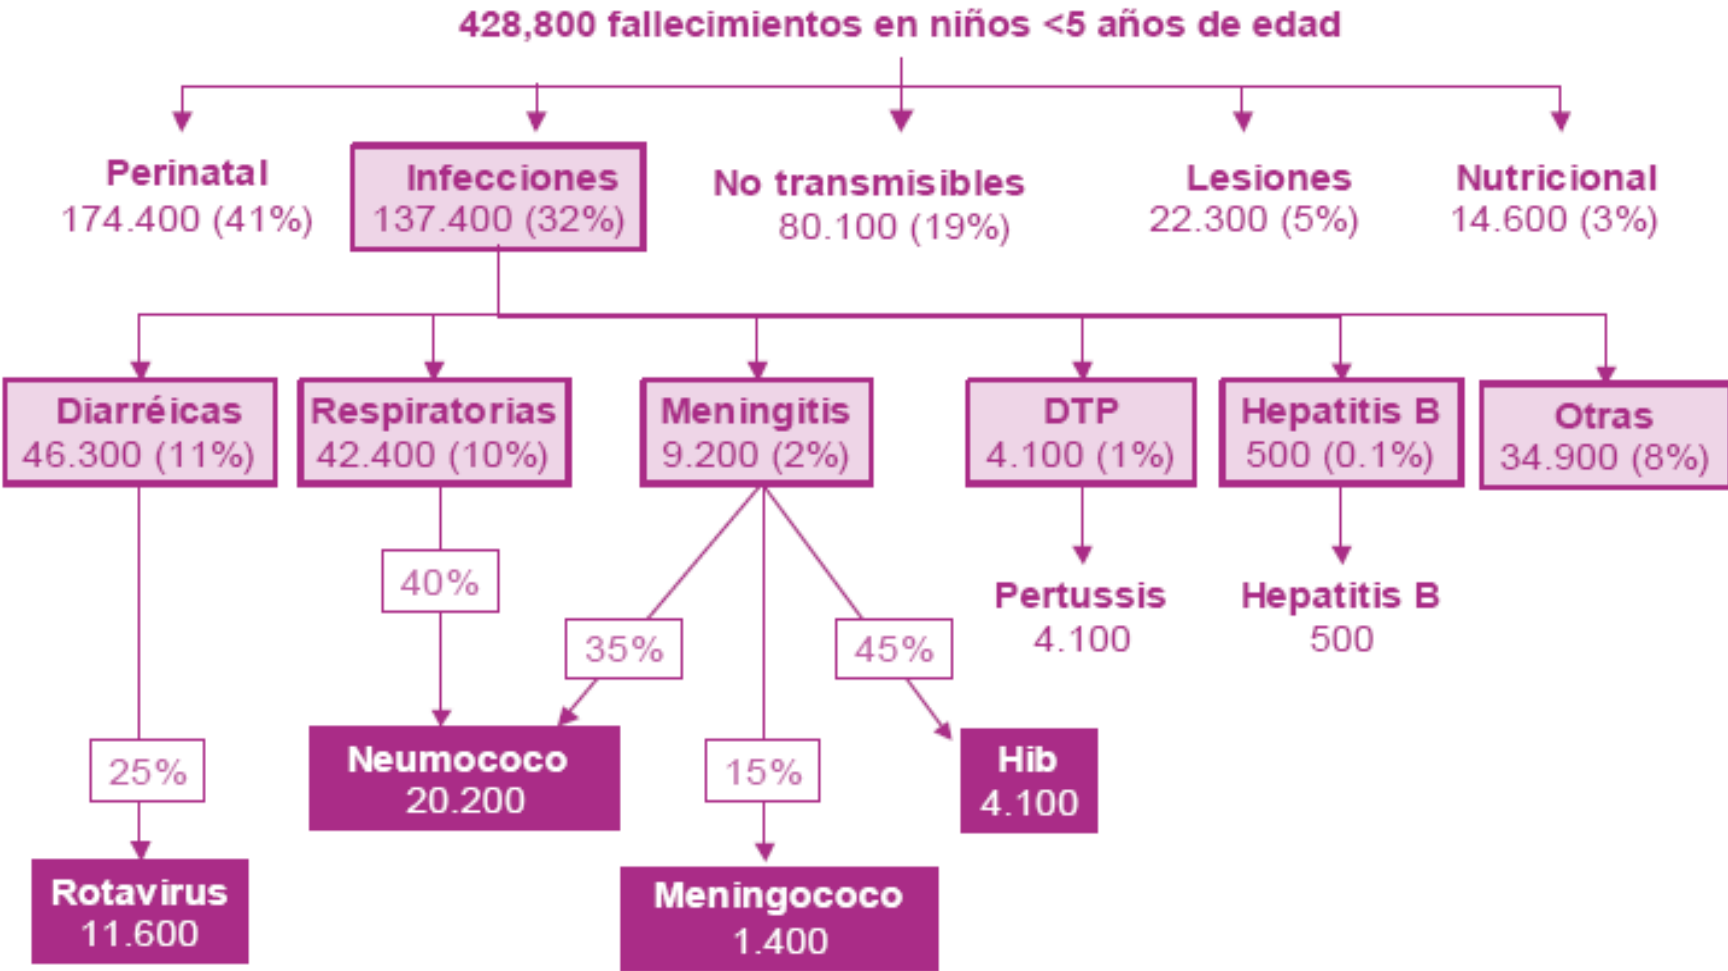 428,800 fallecimientos en niños <5 años de edad
Perinatal
174.400 (41%)
Infecciones
137.400 (32%)
No transmisibles
80.100 (19%)
Lesiones
22.300 (5%)
Nutricional
14.600 (3%)
Diarréicas
46.300 (11%)
Respiratorias
42.400 (10%)
Meningitis
9.200 (2%)
DTP
4.100 (1%)
Hepatitis B
500 (0.1%)
Otras
34.900 (8%)
40%
35%
45%
Pertussis
4.100
Hepatitis B
500
25%
Neumococo
20.200
15%
Hib
4.100
Rotavirus
11.600
Meningococo
1.400